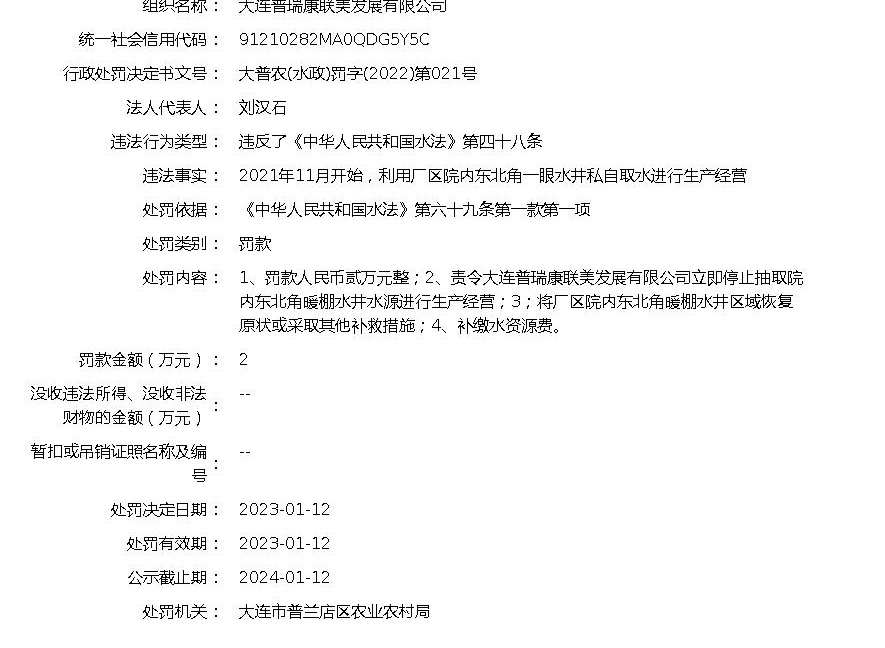 组织名称： 大连普瑞康联美发展有限公司
统一社会信用代码： 91210282MA0QDG5Y5C
行政处罚决定书文号： 大普农(水政)罚字(2022)第021号
法人代表人： 刘汉石
违法行为类型： 违反了《中华人民共和国水法》第四十八条
违法事实： 2021年11月开始，利用厂区院内东北角一眼水井私自取水进行生产经营
处罚依据： 《中华人民共和国水法》第六十九条第一款第一项
处罚类别： 罚款
处罚内容： 1、罚款人民币贰万元整；2、责令大连普瑞康联美发展有限公司立即停止抽取院
内东北角暖棚水井水源进行生产经营；3；将厂区院内东北角暖棚水井区域恢复
原状或采取其他补救措施；4、补缴水资源费。
罚款金额（万元）： 2
没收违法所得、没收非法
财物的金额（万元）： --
暂扣或吊销证照名称及编
号： --
处罚决定日期： 2023-01-12
处罚有效期： 2023-01-12
公示截止期： 2024-01-12
处罚机关： 大连市普兰店区农业农村局